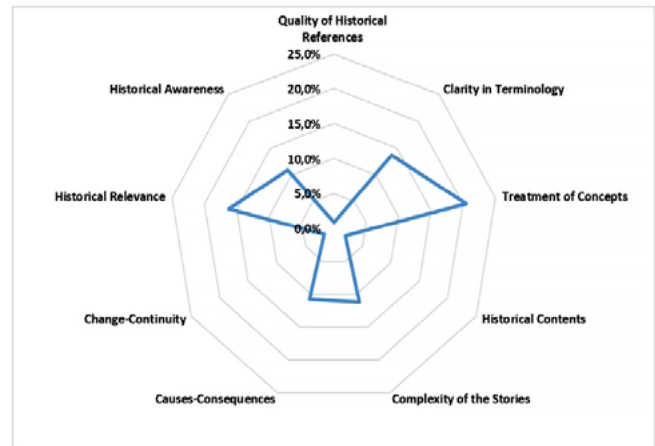 Quality of Historical
References
25,0%
Historical Awareness
20,0%
Clarity in Terminology
15,0%
10,0%
Historical Relevance
5,0%
Treatment of Concepts
0,0%
Change-Continuity
Historical Contents
Causes-Consequences
Complexity of the Stories